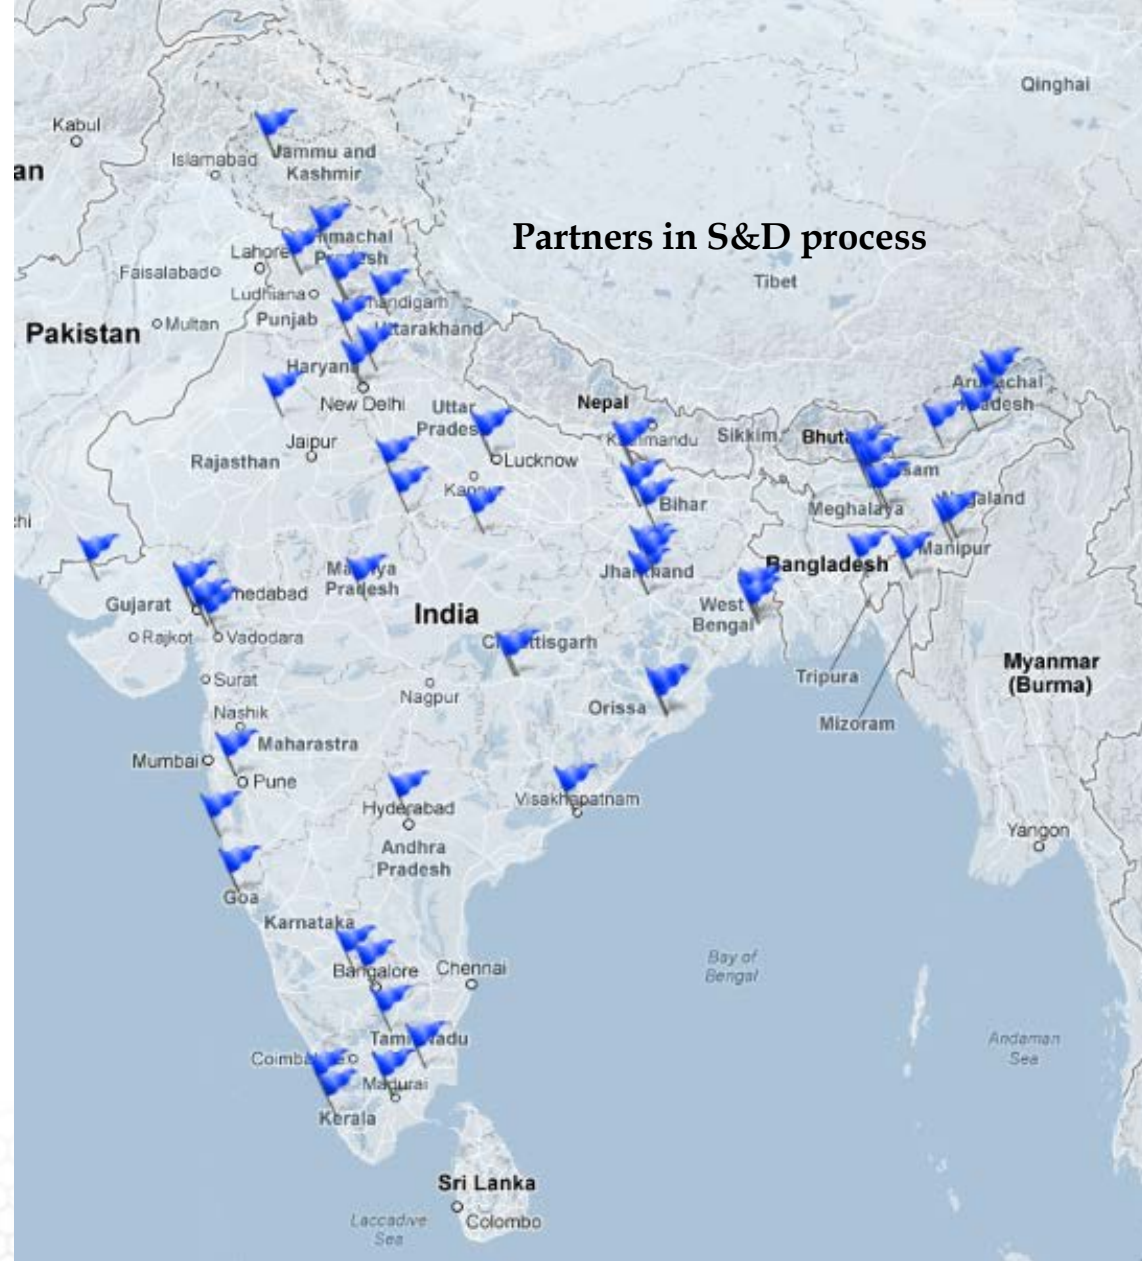 Qinghai
Kabul
Islamabad
Jammu and
Kashmir
an
Partners in S&D process
Lahore
Faisalabad
Tibet
Ludhiana
Punjab
Pakistan
Multan
Uttarakhand
Haryana
New Delhi
Uttar
Nepal
Jaipur
Sikkim
Lucknow
Rajasthan
Bihar
Meghalaya
hi
Manipur
Bangladesh
Gujarat
India
West
Bengal
Rajkot
Vadodara
Myanmar
(Burma)
Tripura
Surat
Nagpur
Orissa
Nashik
Mizoram
Maharastra
Mumbai
Pune
Visakhapatnam
Hyderabad
Andhra
Pradesh
Yangon
Goa
Karnataka
Bay of
Bengal
Bangalore
Chennai
Andaman
Sea
Madurai
Kerala
Sri Lanka
Colombo
Laccadive
Sea